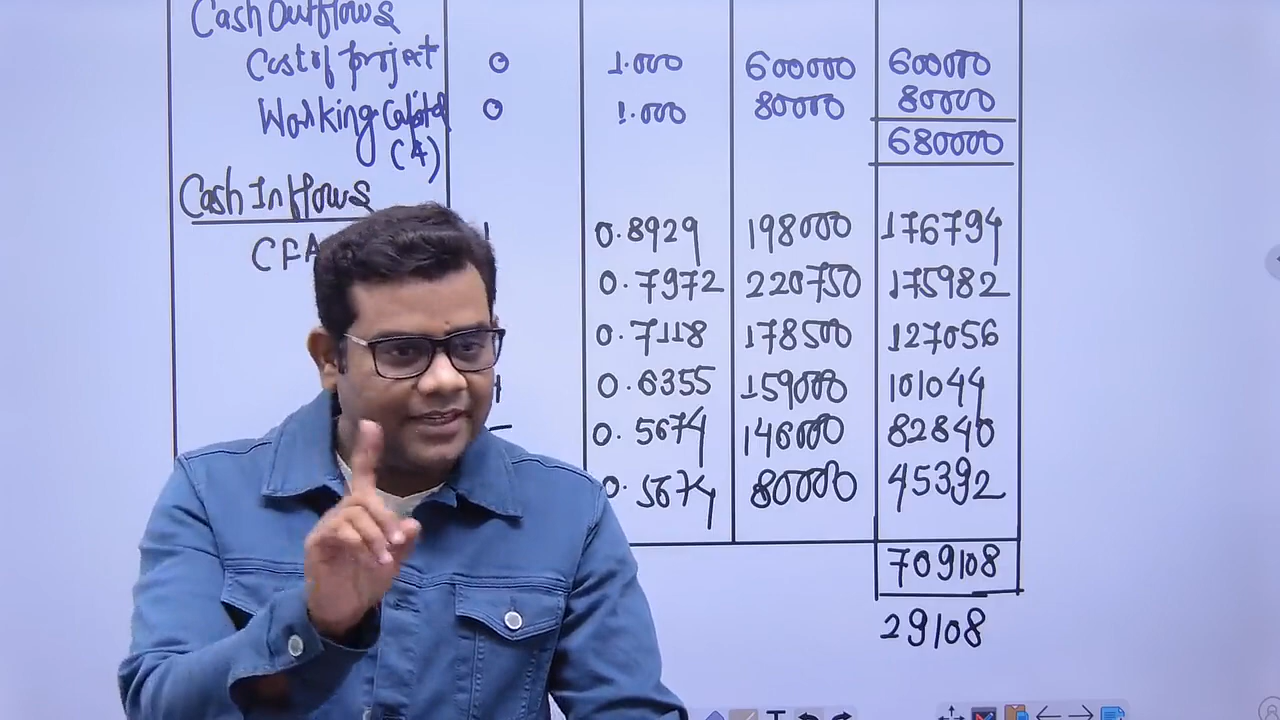 Cash Outflows
Cost of project 0 1.000 600000 600000
Working Capital 0 1.000 80000 80000
(4) 680000
Cash Inflows
CFA 1 0.8929 198000 176794
0.7972 220750 175982
0.7118 178500 127056
0.6355 159000 101044
0.5674 146000 82840
0.5674 80000 45392
709108
29108